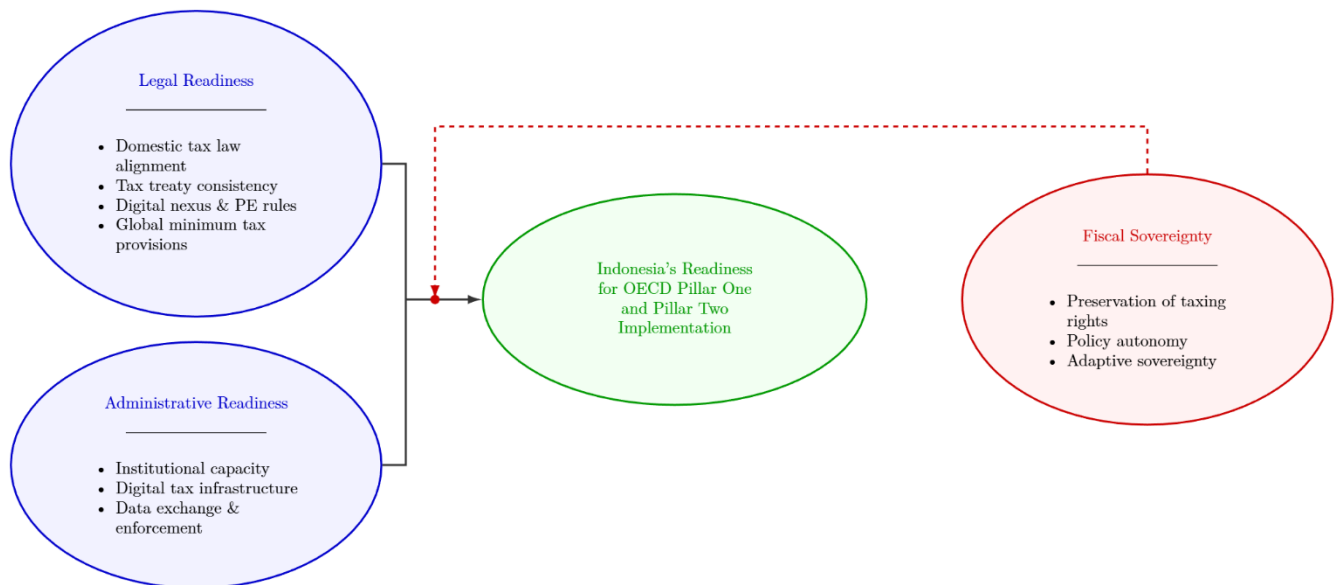 Legal Readiness
• Domestic tax law
alignment
• Tax treaty consistency
• Digital nexus & PE rules
• Global minimum tax
provisions
Administrative Readiness
• Institutional capacity
• Digital tax infrastructure
• Data exchange &
enforcement
Indonesia's Readiness
for OECD Pillar One
and Pillar Two
Implementation
Fiscal Sovereignty
• Preservation of taxing
rights
• Policy autonomy
• Adaptive sovereignty